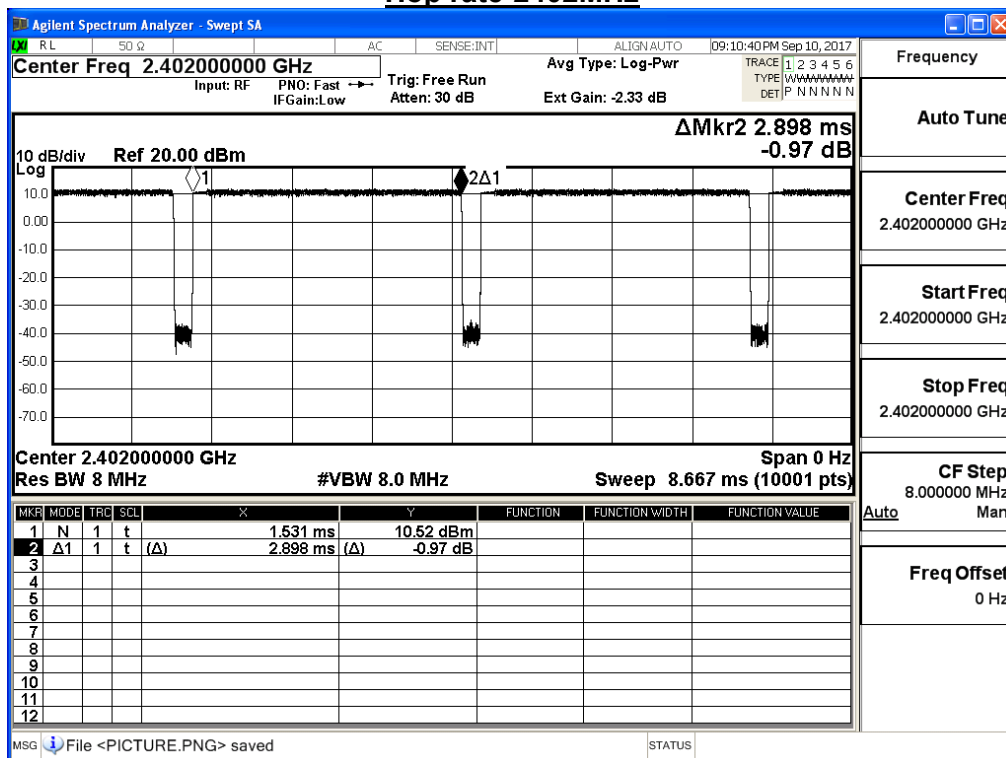 Hop rate 2402MHz
Agilent Spectrum Analyzer - Swept SA
LXI RL 50 Ω AC SENSE:INT ALIGN AUTO 09:10:40 PM Sep 10, 2017
Center Freq 2.402000000 GHz
Input: RF PNO: Fast IFGain:Low
Trig: Free Run Atten: 30 dB
Avg Type: Log-Pwr
Ext Gain: -2.33 dB
TRACE 1 2 3 4 5 6
TYPE WWWWWW
DET P NNNNN
ΔMkr2 2.898 ms
-0.97 dB
10 dB/div Ref 20.00 dBm
Log
1
2Δ1
10.0
0.00
-10.0
-20.0
-30.0
-40.0
-50.0
-60.0
-70.0
Center 2.402000000 GHz Span 0 Hz
Res BW 8 MHz #VBW 8.0 MHz Sweep 8.667 ms (10001 pts)
MKR MODE TRC SCL X Y FUNCTION FUNCTION WIDTH FUNCTION VALUE
1 N 1 t 1.531 ms 10.52 dBm
2 Δ1 1 t (Δ) 2.898 ms (Δ) -0.97 dB
3
4
5
6
7
8
9
10
11
12
MSG File <PICTURE.PNG> saved STATUS
Frequency
Auto Tune
Center Freq
2.402000000 GHz
Start Freq
2.402000000 GHz
Stop Freq
2.402000000 GHz
CF Step
8.000000 MHz
Auto Man
Freq Offset
0 Hz